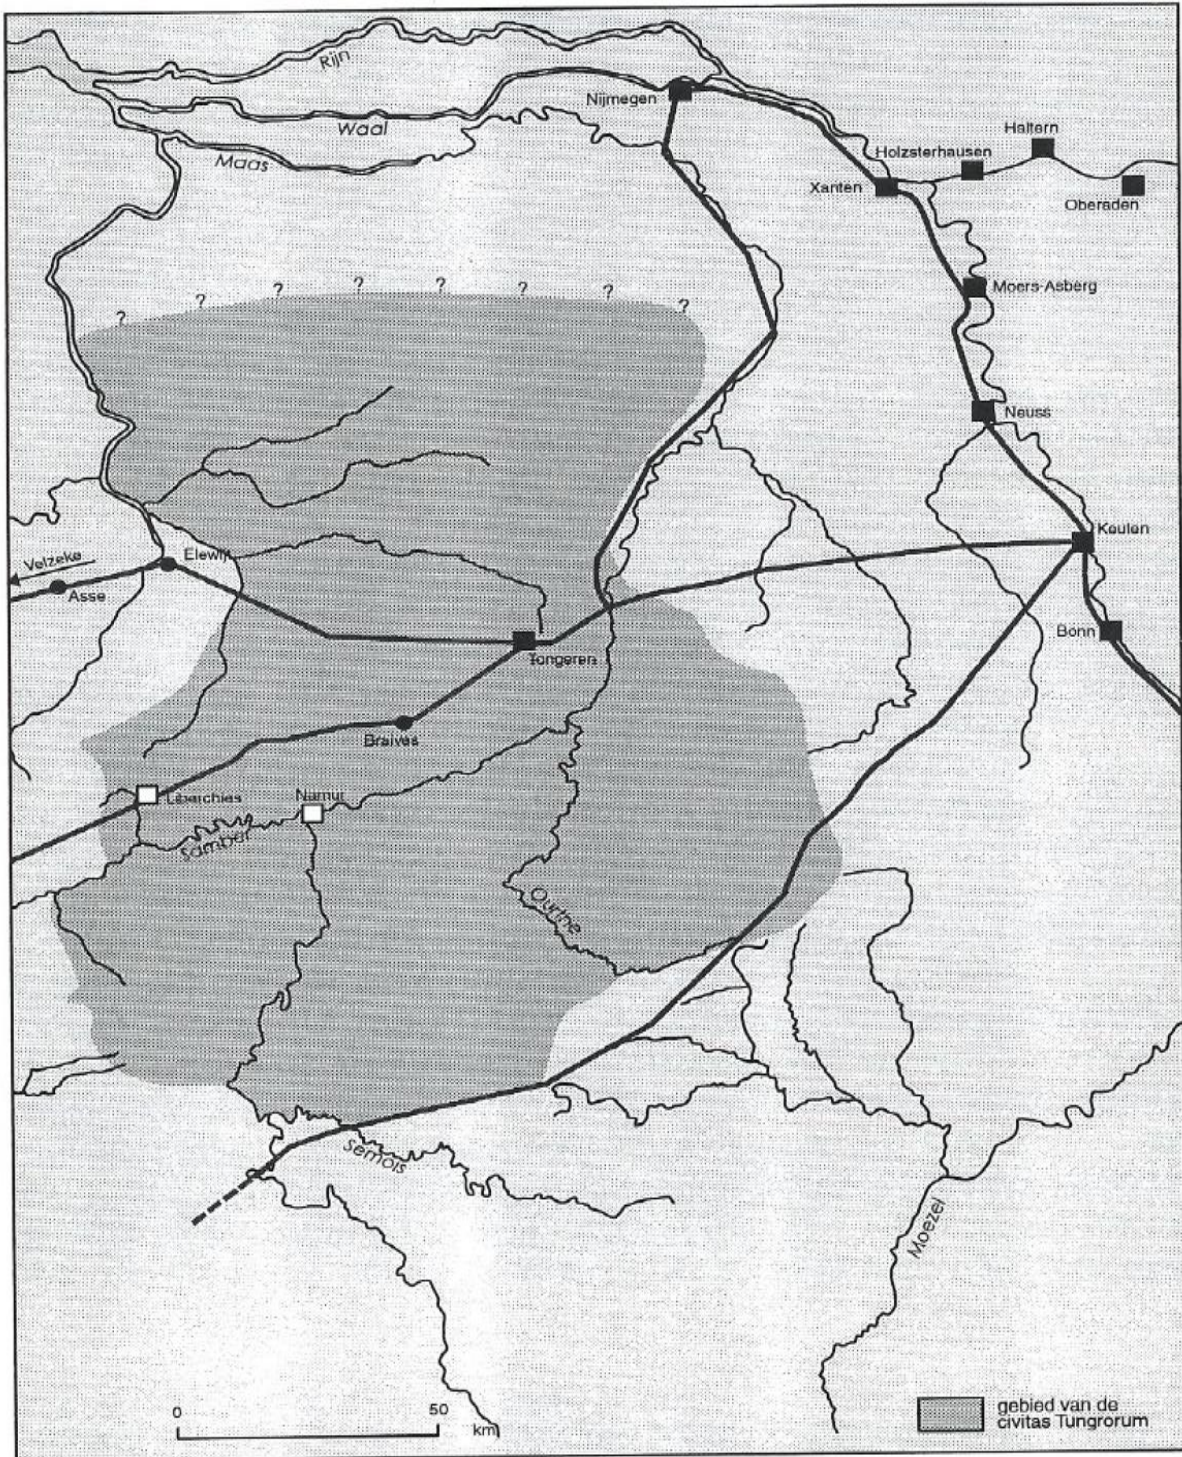 Rijn
Nijmegen
Waal
Haltern
Maas
Holzsterhausen
Xanten
Oberaden
? ? ? ? ? ? ? ?
Moers-Asberg
Neuss
Keulen
Velzeke
Elewijt
Asse
Bonn
Tongeren
Braives
Liberchies
Namur
Samber
Ourthe
Semois
Moezel
0 50
km
gebied van de
civitas Tungrorum